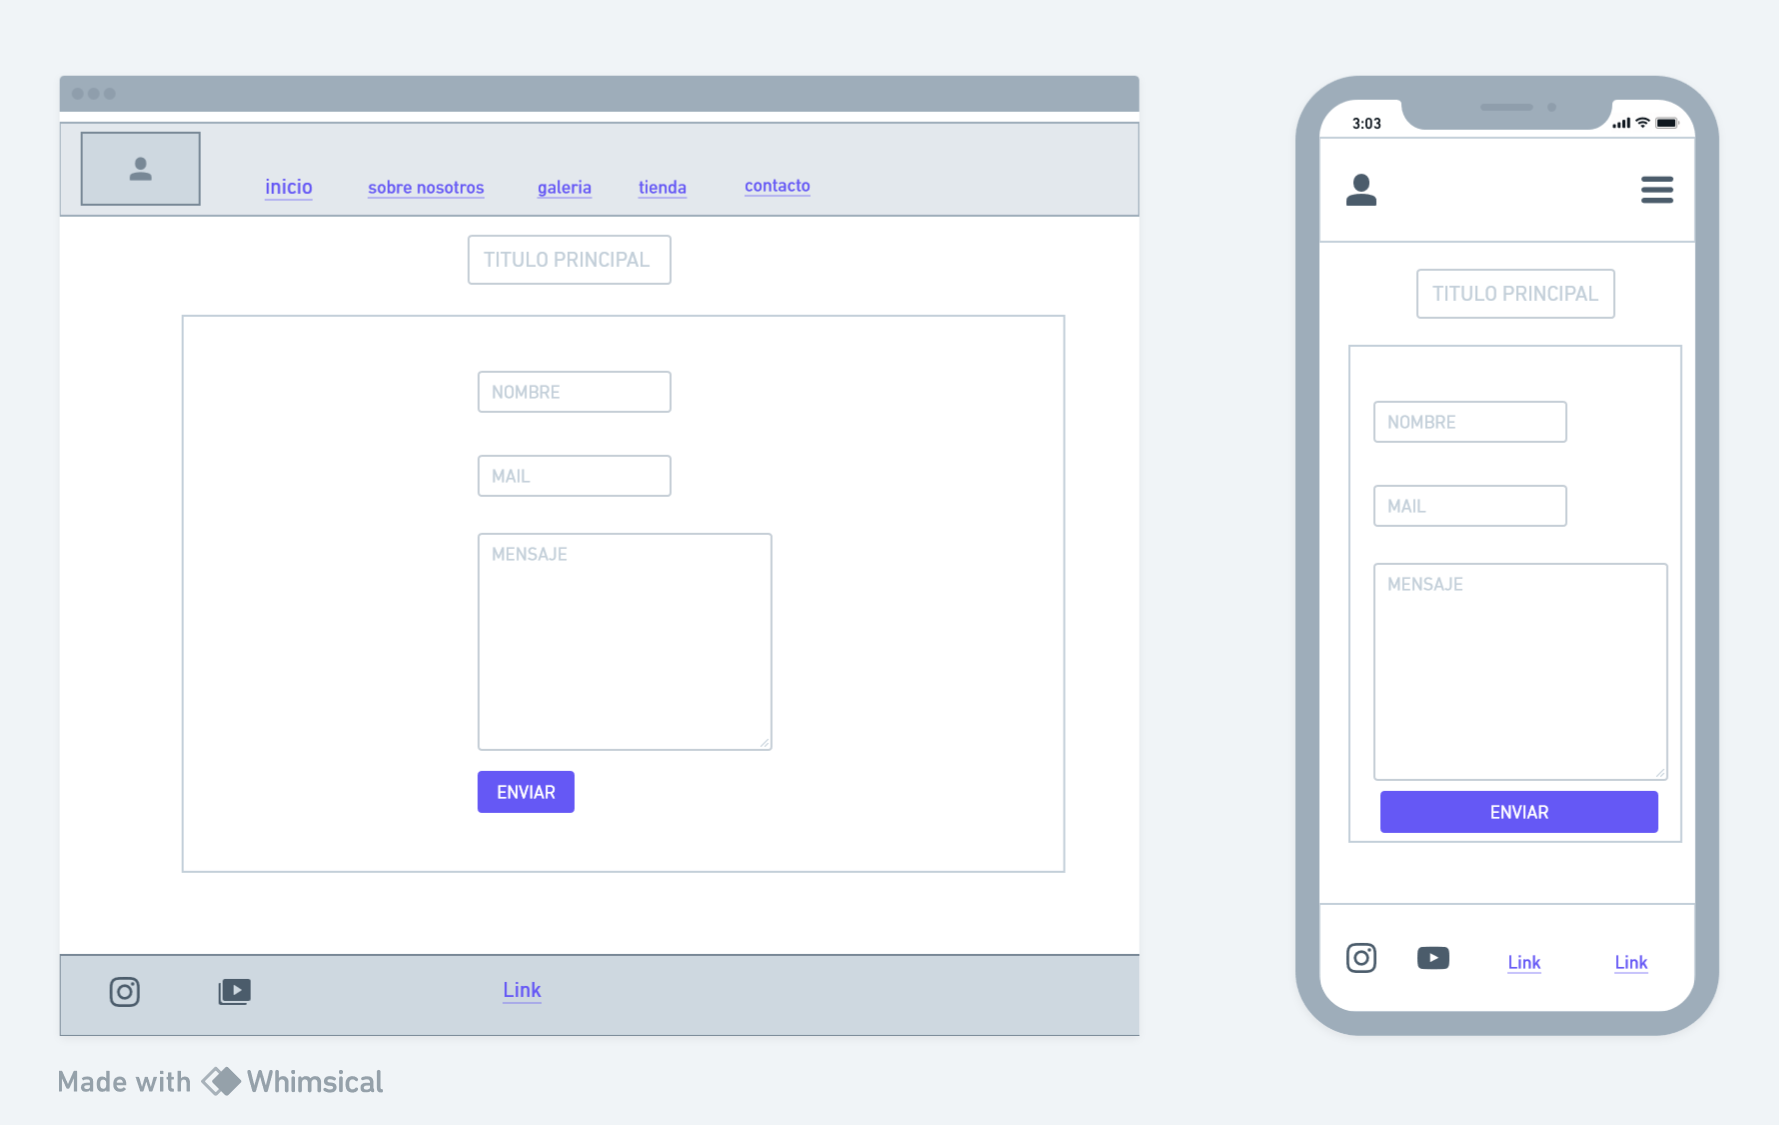 inicio
sobre nosotros
galeria
tienda
contacto
TITULO PRINCIPAL
NOMBRE
MAIL
MENSAJE
ENVIAR
Link
3:03
TITULO PRINCIPAL
NOMBRE
MAIL
MENSAJE
ENVIAR
Link
Link
Made with Whimsical